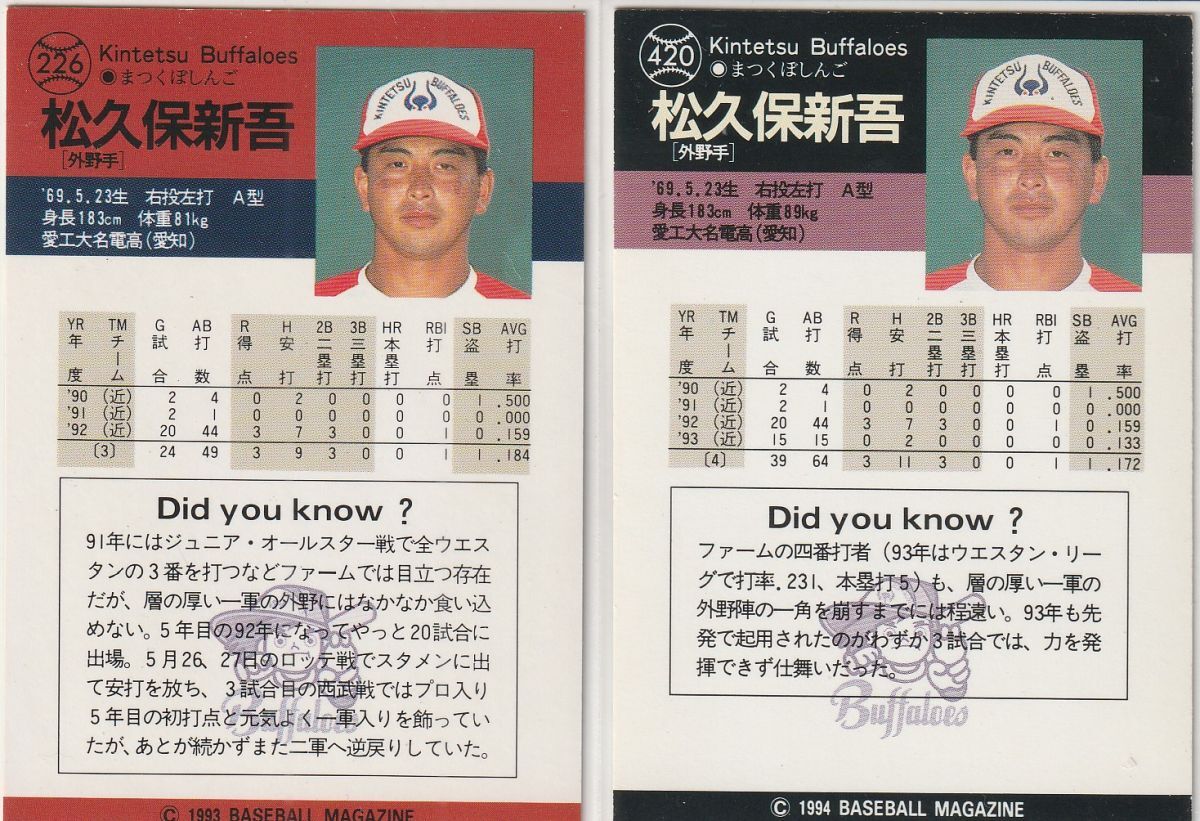 226
Kintetsu Buffaloes
●まつくぼしんご
松久保新吾
［外野手］
KINTETSU BUFFALOES
'69.5.23生 右投左打 A型
身長183cm 体重81kg
愛工大名電高(愛知)
YR TM G AB R H 2B 3B HR RBI SB AVG
年度 チーム 試合 打数 得点 安打 二塁打 三塁打 本塁打 打点 盗塁 打率
'90 (近) 2 4 0 2 0 0 0 0 1 .500
'91 (近) 2 1 0 0 0 0 0 0 0 .000
'92 (近) 20 44 3 7 3 0 0 1 0 .159
〔3〕 24 49 3 9 3 0 0 1 1 .184
Did you know ?
91年にはジュニア・オールスター戦で全ウエス
タンの3番を打つなどファームでは目立つ存在
だが、層の厚い一軍の外野にはなかなか食い込
めない。5年目の92年になってやっと20試合に
出場。5月26、27日のロッテ戦でスタメンに出
て安打を放ち、3試合目の西武戦ではプロ入り
5年目の初打点と元気よく一軍入りを飾ってい
たが、あとが続かずまた二軍へ逆戻りしていた。
Buffaloes
© 1993 BASEBALL MAGAZINE
420
Kintetsu Buffaloes
●まつくぼしんご
松久保新吾
［外野手］
KINTETSU BUFFALOES
'69.5.23生 右投左打 A型
身長183cm 体重89kg
愛工大名電高(愛知)
YR TM G AB R H 2B 3B HR RBI SB AVG
年度 チーム 試合 打数 得点 安打 二塁打 三塁打 本塁打 打点 盗塁 打率
'90 (近) 2 4 0 2 0 0 0 0 1 .500
'91 (近) 2 1 0 0 0 0 0 0 0 .000
'92 (近) 20 44 3 7 3 0 0 1 0 .159
'93 (近) 15 15 0 2 0 0 0 0 0 .133
〔4〕 39 64 3 11 3 0 0 1 1 .172
Did you know ?
ファームの四番打者（93年はウエスタン・リー
グで打率.231、本塁打5）も、層の厚い一軍の
外野陣の一角を崩すまでには程遠い。93年も先
発で起用されたのがわずか3試合では、力を発
揮できず仕舞いだった。
Buffaloes
© 1994 BASEBALL MAGAZINE